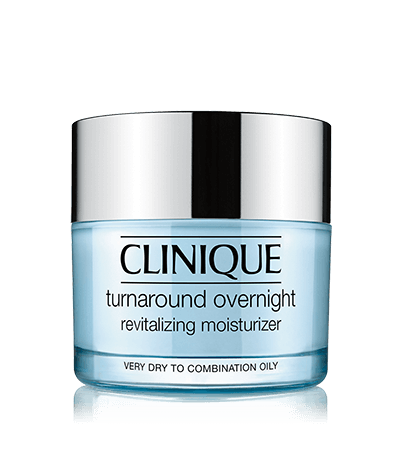 CLINIQUE
turnaround overnight
revitalizing moisturizer
VERY DRY TO COMBINATION OILY